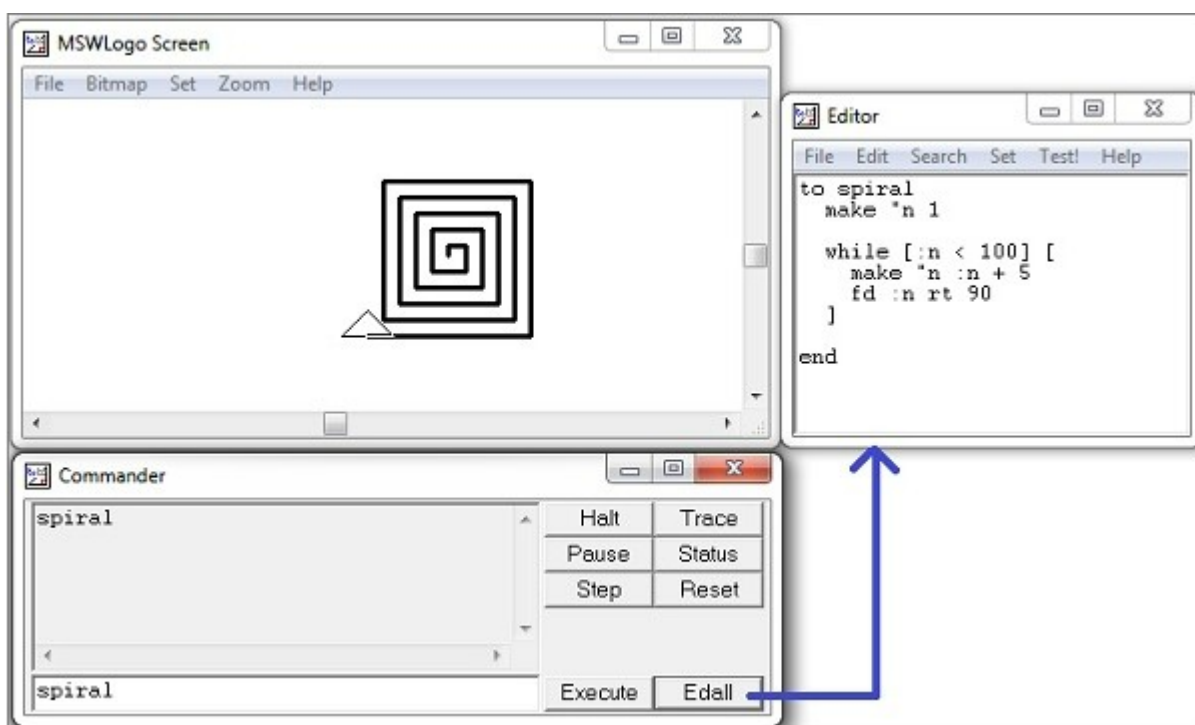 MSWLogo Screen
File Bitmap Set Zoom Help
Editor
File Edit Search Set Test! Help
to spiral
make "n 1
while [:n < 100] [
make "n :n + 5
fd :n rt 90
]
end
Commander
spiral
Halt Trace
Pause Status
Step Reset
spiral
Execute Edall